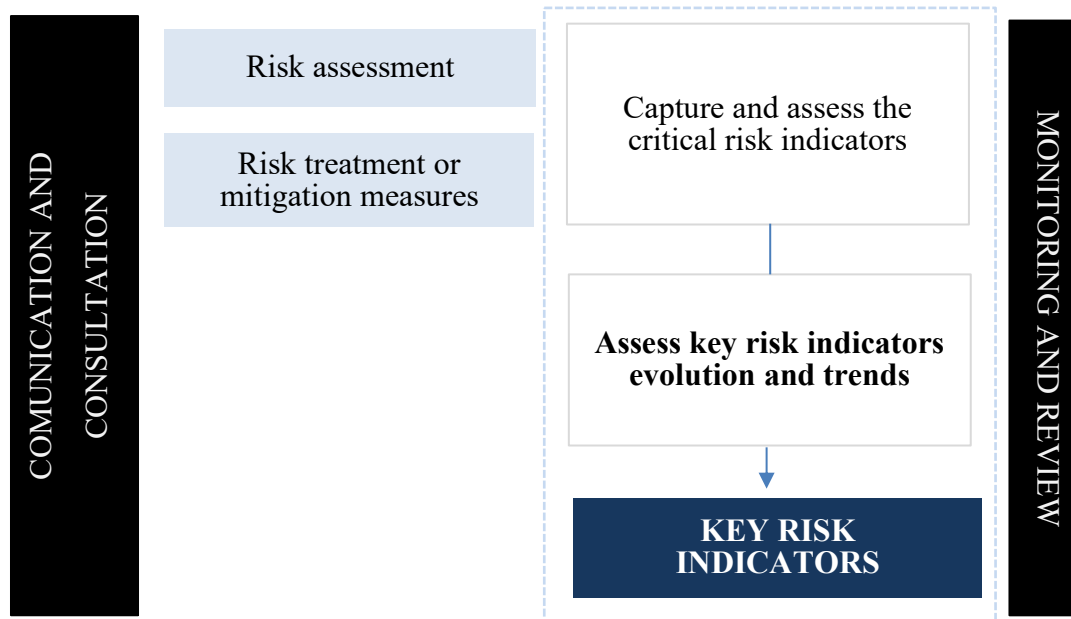 COMUNICATION AND
CONSULTATION
Risk assessment
Risk treatment or
mitigation measures
Capture and assess the
critical risk indicators
Assess key risk indicators
evolution and trends
KEY RISK
INDICATORS
MONITORING AND REVIEW